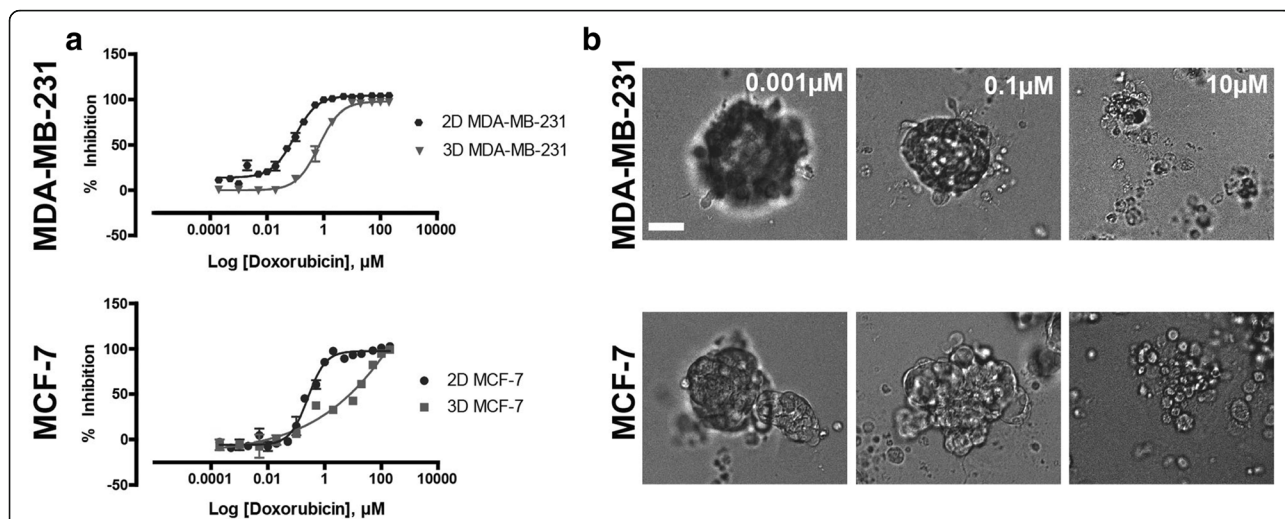 a
MDA-MB-231
150
100
50
0
-50
% Inhibition
2D MDA-MB-231
3D MDA-MB-231
0.0001 0.01 1 100 10000
Log [Doxorubicin], µM
MCF-7
150
100
50
0
-50
% Inhibition
2D MCF-7
3D MCF-7
0.0001 0.01 1 100 10000
Log [Doxorubicin], µM
b
MDA-MB-231
0.001µM
0.1µM
10µM
MCF-7